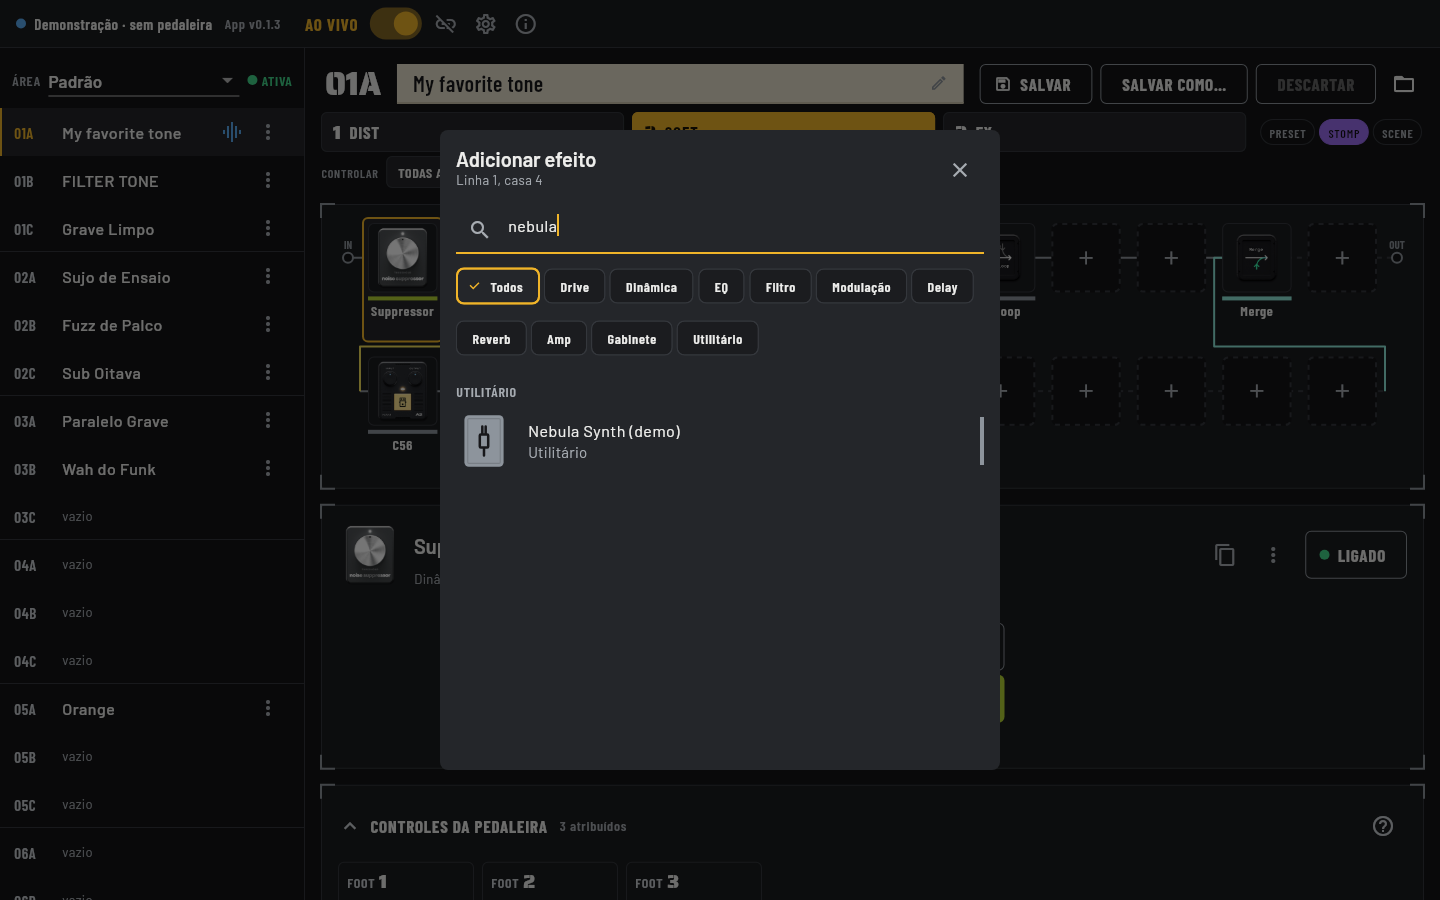 Demonstração · sem pedaleira App v0.1.3 AO VIVO
ÁREA Padrão ATIVA
01A My favorite tone
01B FILTER TONE
01C Grave Limpo
02A Sujo de Ensaio
02B Fuzz de Palco
02C Sub Oitava
03A Paralelo Grave
03B Wah do Funk
03C vazio
04A vazio
04B vazio
04C vazio
05A Orange
05B vazio
05C vazio
06A vazio
01A My favorite tone SALVAR SALVAR COMO... DESCARTAR
1 DIST
PRESET STOMP SCENE
CONTROLAR TODAS
IN
OUT
Suppressor
Merge
Merge
C56
Adicionar efeito
Linha 1, casa 4
nebula
Todos Drive Dinâmica EQ Filtro Modulação Delay
Reverb Amp Gabinete Utilitário
UTILITÁRIO
Nebula Synth (demo)
Utilitário
LIGADO
CONTROLES DA PEDALEIRA 3 atribuídos
FOOT 1 FOOT 2 FOOT 3